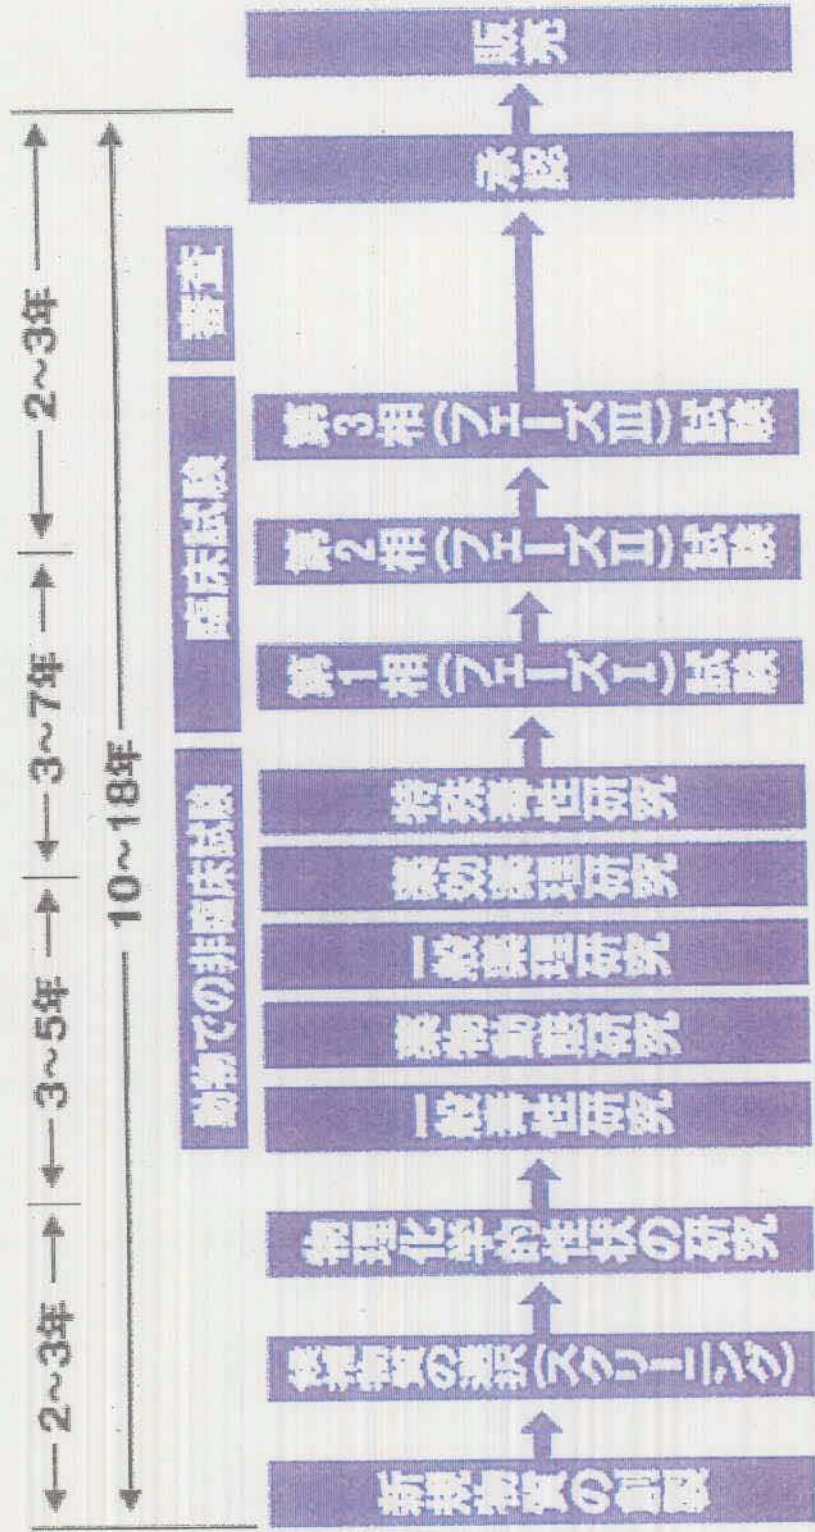 2~3年
3~5年
3~7年
2~3年
10~18年
動物での非臨床試験
臨床試験
審査
新規物質の創製
候補物質の選択(スクリーニング)
物理化学的性状の研究
一般毒性研究
薬物動態研究
一般薬理研究
薬効薬理研究
特殊毒性研究
第1相(フェーズⅠ)試験
第2相(フェーズⅡ)試験
第3相(フェーズⅢ)試験
承認
販売